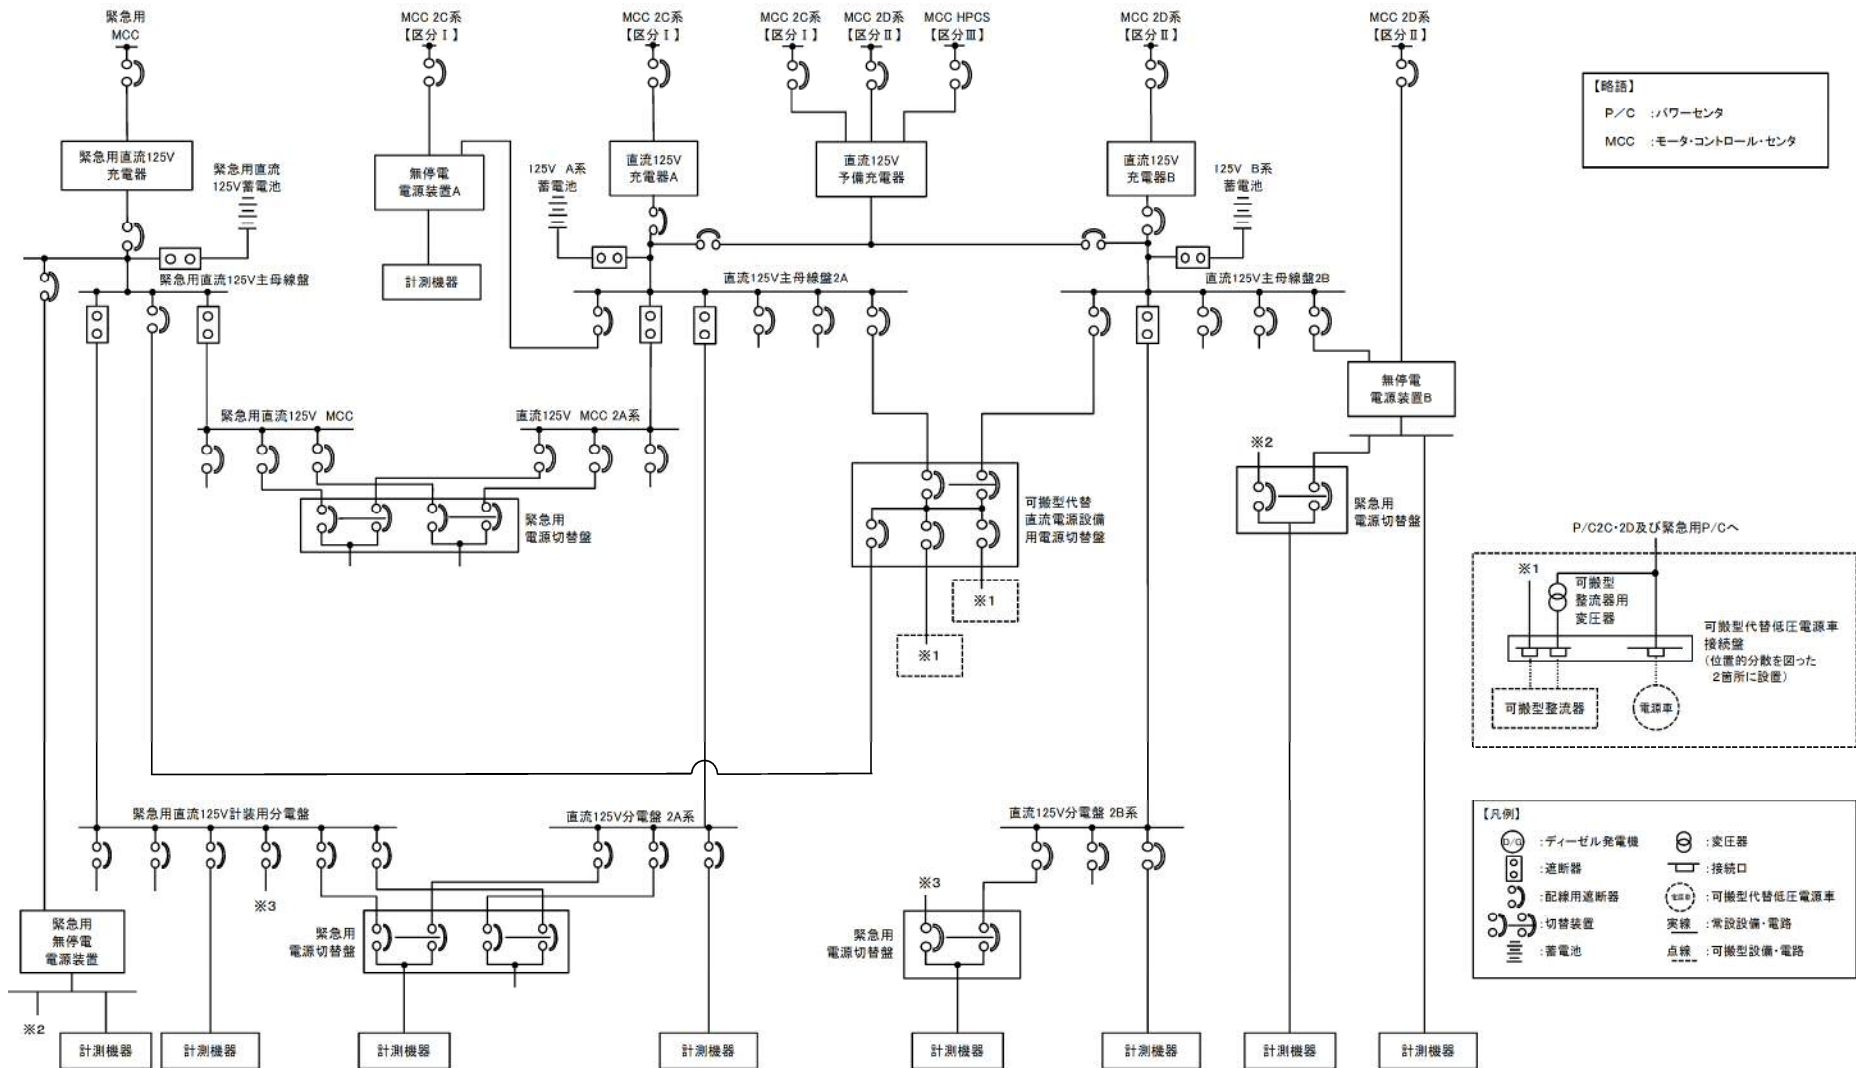 緊急用
MCC
MCC 2C系
【区分Ⅰ】
MCC 2C系
【区分Ⅰ】
MCC 2C系
【区分Ⅰ】
MCC 2D系
【区分Ⅱ】
MCC HPCS
【区分Ⅲ】
MCC 2D系
【区分Ⅱ】
MCC 2D系
【区分Ⅱ】
【略語】
P/C :パワーセンタ
MCC :モータ・コントロール・センタ
緊急用直流125V
充電器
緊急用直流
125V蓄電池
無停電
電源装置A
125V A系
蓄電池
直流125V
充電器A
直流125V
予備充電器
直流125V
充電器B
125V B系
蓄電池
計測機器
緊急用直流125V主母線盤
直流125V主母線盤2A
直流125V主母線盤2B
無停電
電源装置B
緊急用直流125V MCC
直流125V MCC 2A系
緊急用
電源切替盤
可搬型代替
直流電源設備
用電源切替盤
※1
※1
※2
緊急用
電源切替盤
P/C2C・2D及び緊急用P/Cへ
※1
可搬型
整流器用
変圧器
可搬型代替低圧電源車
接続盤
(位置的分散を図った
2箇所に設置)
可搬型整流器
電源車
緊急用直流125V計装用分電盤
直流125V分電盤 2A系
直流125V分電盤 2B系
※3
※3
緊急用
電源切替盤
緊急用
電源切替盤
緊急用
無停電
電源装置
※2
計測機器
計測機器
計測機器
計測機器
計測機器
計測機器
計測機器
計測機器
【凡例】
D/G :ディーゼル発電機
:変圧器
:遮断器
:接続口
:配線用遮断器
電源車 :可搬型代替低圧電源車
:切替装置
実線 :常設設備・電路
:蓄電池
点線 :可搬型設備・電路